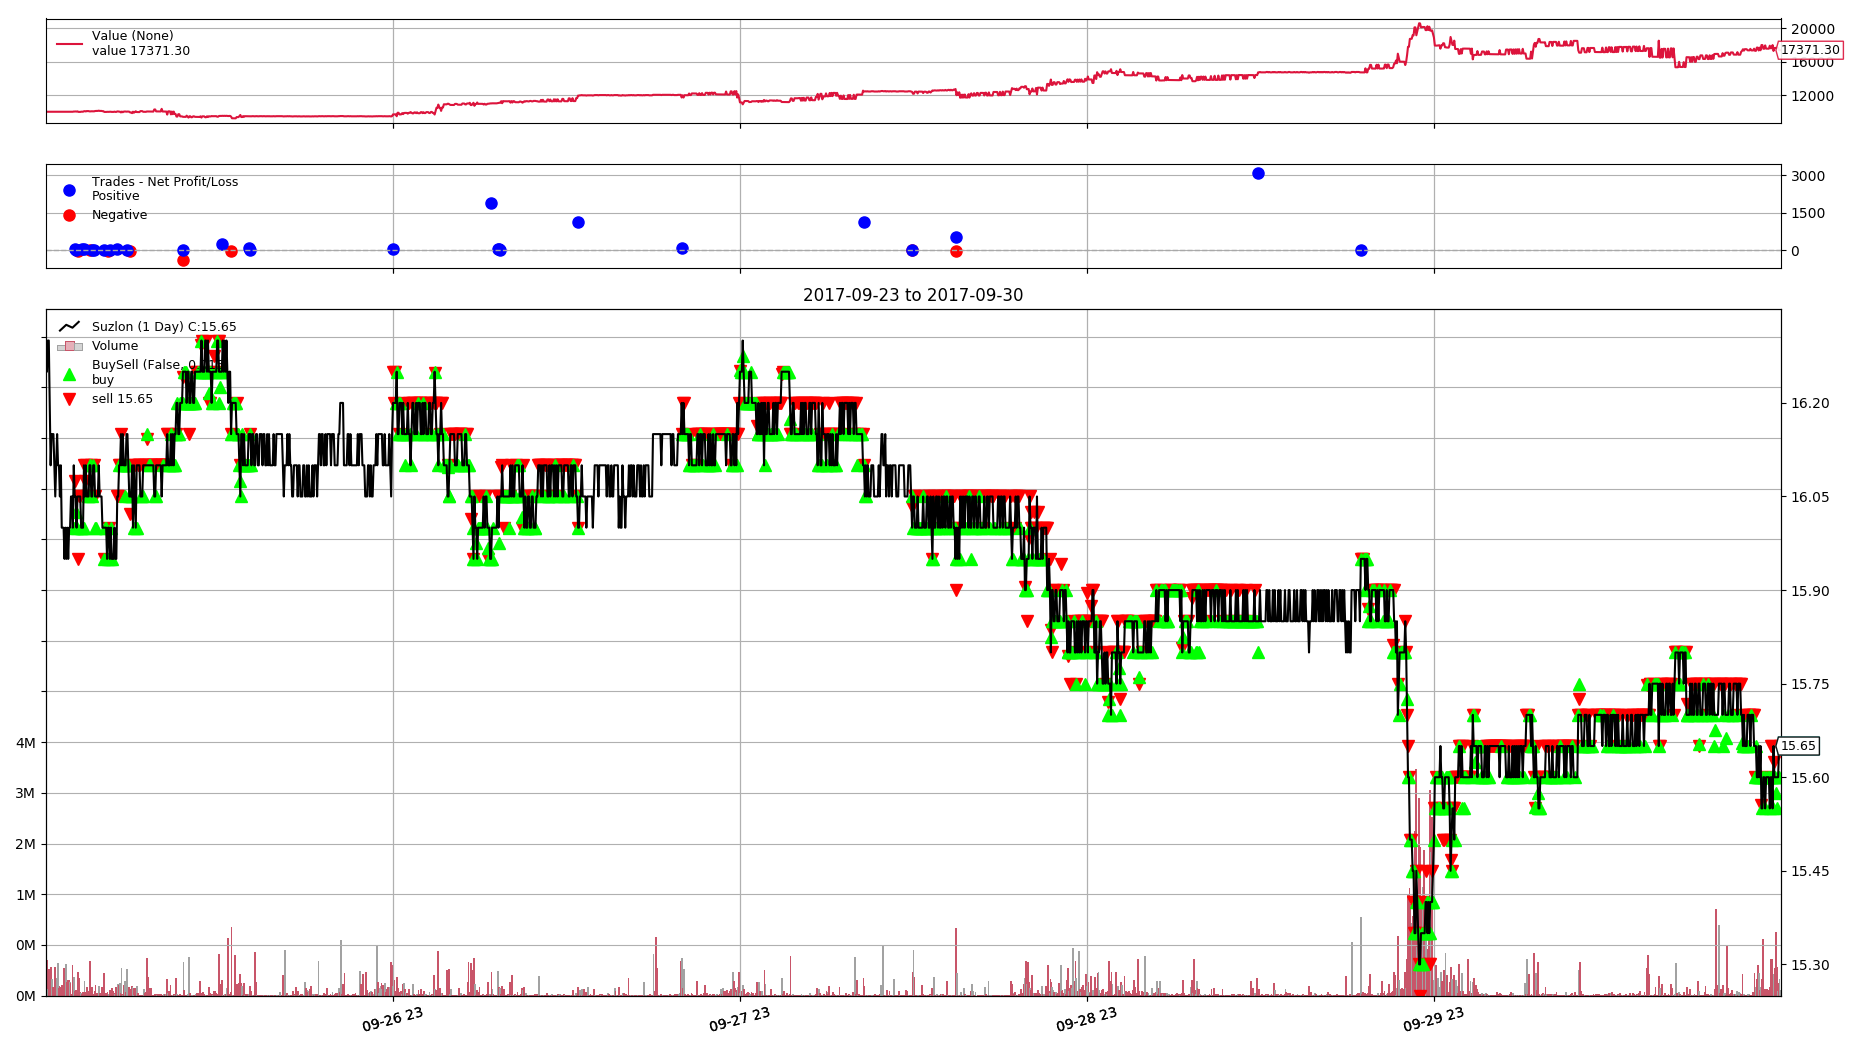 Value (None)
value 17371.30
20000
17371.30
16000
12000
Trades - Net Profit/Loss
Positive
Negative
3000
1500
0
2017-09-23 to 2017-09-30
Suzlon (1 Day) C:15.65
Volume
BuySell (False, 0
buy
sell 15.65
16.20
16.05
15.90
15.75
15.65
15.60
15.45
15.30
4M
3M
2M
1M
0M
0M
09-26 23
09-27 23
09-28 23
09-29 23